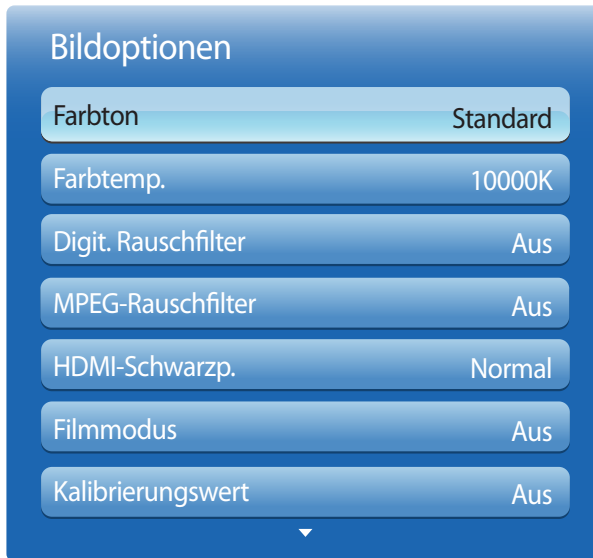 Bildoptionen
Farbton Standard
Farbtemp. 10000K
Digit. Rauschfilter Aus
MPEG-Rauschfilter Aus
HDMI-Schwarzp. Normal
Filmmodus Aus
Kalibrierungswert Aus